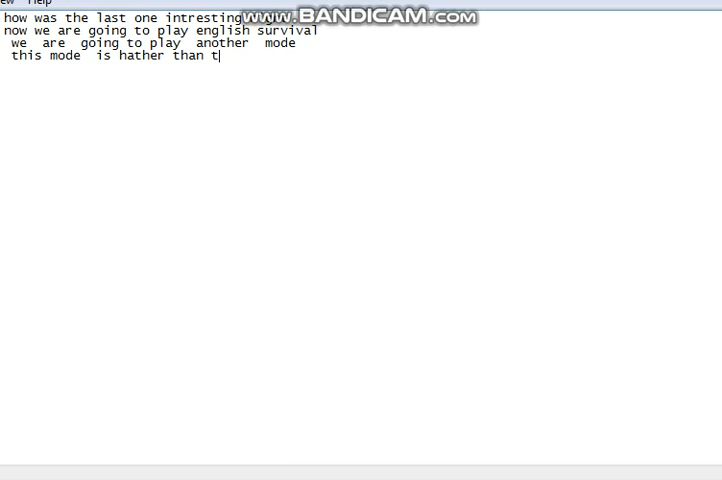 ew Help
how was the last one intresting
www.BANDICAM.com
now we are going to play english survival
we are going to play another mode
this mode is hather than t